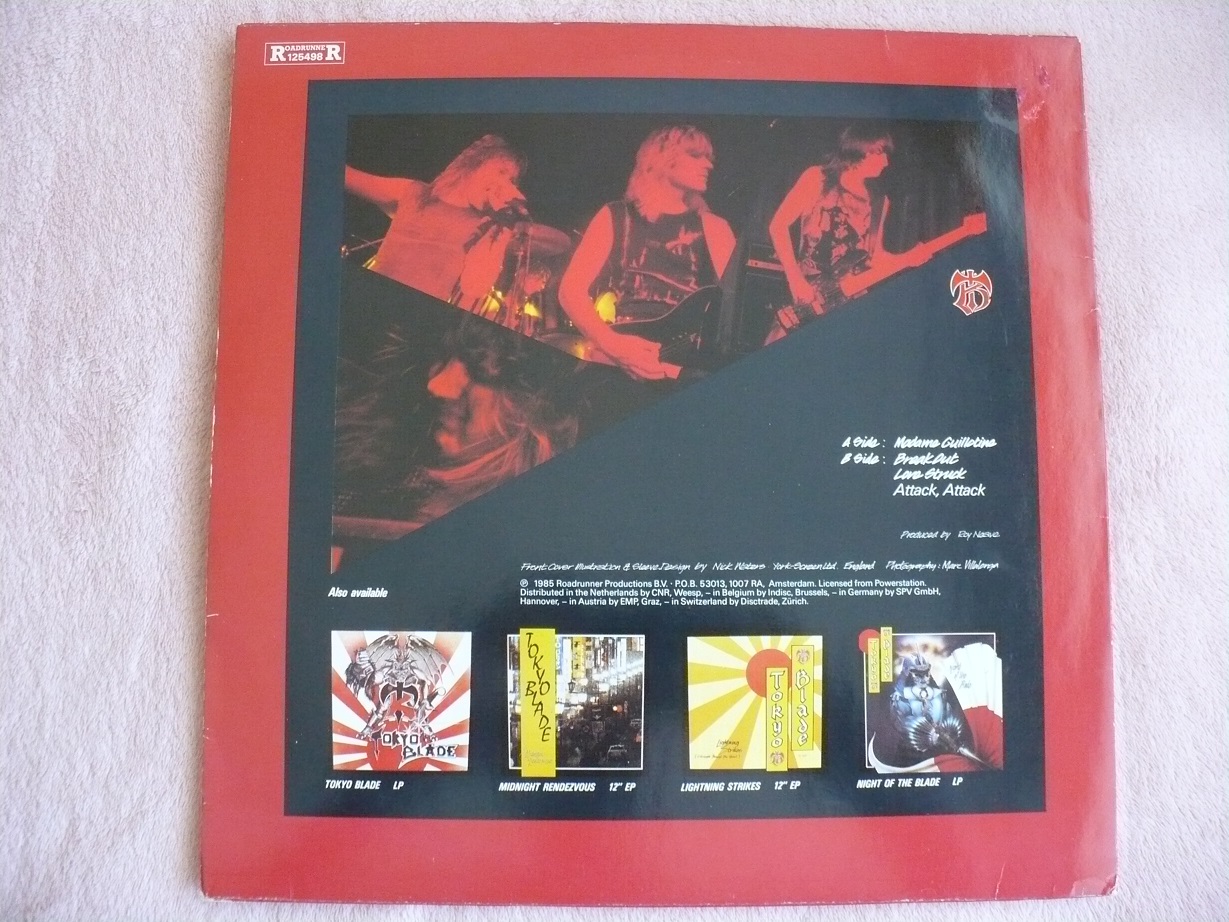 ROADRUNNER
125498
A Side: Madame Guillotine
B Side: Break Out
Love Struck
Attack, Attack
Produced by Roy Neave.
Front Cover Illustration & Sleeve Design by Nick Waters York Screen Ltd. England Photography: Marc Villalonga
℗ 1985 Roadrunner Productions B.V. · P.O.B. 53013, 1007 RA, Amsterdam. Licensed from Powerstation.
Distributed in the Netherlands by CNR, Weesp, – in Belgium by Indisc, Brussels, – in Germany by SPV GmbH,
Hannover, – in Austria by EMP, Graz, – in Switzerland by Disctrade, Zürich.
Also available
TOKYO
BLADE
TOKYO
BLADE
Tokyo
Blade
Lightning
Strikes
TOKYO BLADE LP
MIDNIGHT RENDEZVOUS 12" EP
LIGHTNING STRIKES 12" EP
NIGHT OF THE BLADE LP